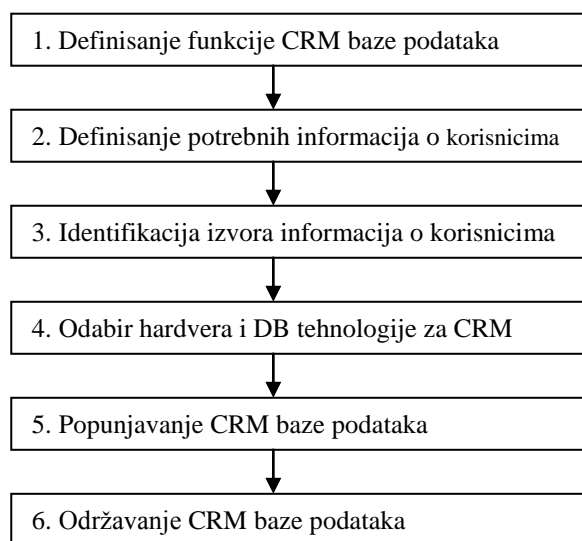 1. Definisanje funkcije CRM baze podataka
2. Definisanje potrebnih informacija o korisnicima
3. Identifikacija izvora informacija o korisnicima
4. Odabir hardvera i DB tehnologije za CRM
5. Popunjavanje CRM baze podataka
6. Održavanje CRM baze podataka